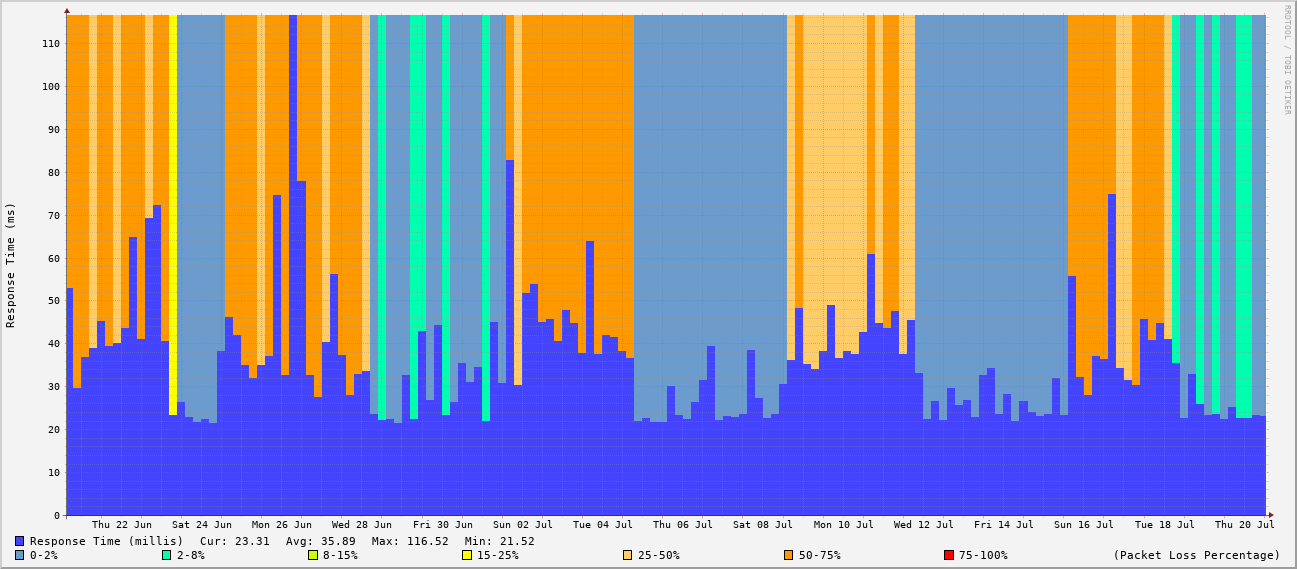 RRDTOOL / TOBI OETIKER
Response Time (ms)
110
100
90
80
70
60
50
40
30
20
10
0
Thu 22 Jun Sat 24 Jun Mon 26 Jun Wed 28 Jun Fri 30 Jun Sun 02 Jul Tue 04 Jul Thu 06 Jul Sat 08 Jul Mon 10 Jul Wed 12 Jul Fri 14 Jul Sun 16 Jul Tue 18 Jul Thu 20 Jul
Response Time (millis) Cur: 23.31 Avg: 35.89 Max: 116.52 Min: 21.52
0-2% 2-8% 8-15% 15-25% 25-50% 50-75% 75-100% (Packet Loss Percentage)